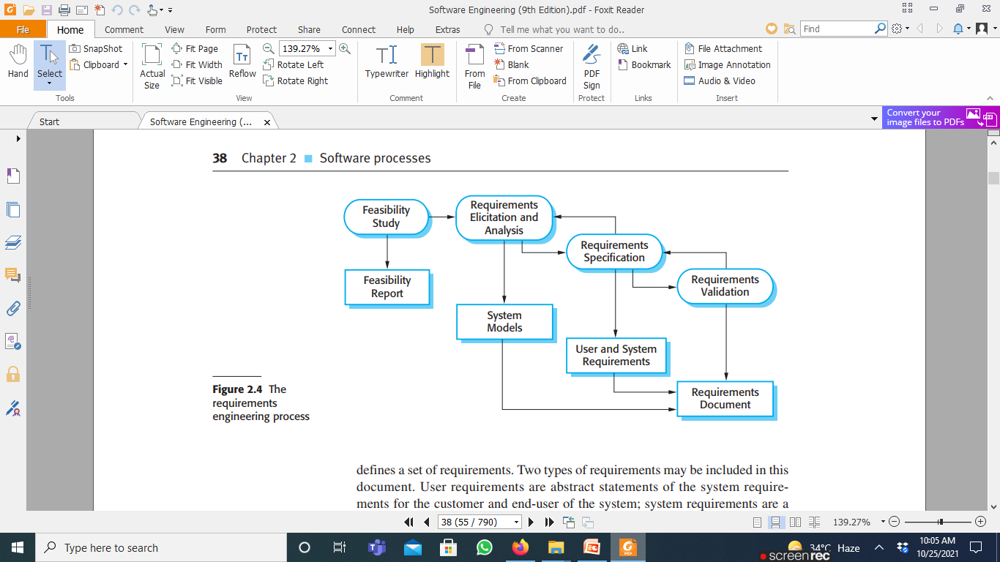 Software Engineering (9th Edition).pdf - Foxit Reader
File Home Comment View Form Protect Share Connect Help Extras Tell me what you want to do.. Find
Hand
Select
SnapShot
Clipboard
Tools
Actual
Size
Fit Page
Fit Width
Fit Visible
Reflow
139.27%
Rotate Left
Rotate Right
View
Typewriter
Highlight
Comment
From
File
From Scanner
Blank
From Clipboard
Create
PDF
Sign
Protect
Link
Bookmark
Links
File Attachment
Image Annotation
Audio & Video
Insert
Start
Software Engineering (...
Convert your
image files to PDFs
38 Chapter 2 Software processes
Feasibility
Study
Requirements
Elicitation and
Analysis
Requirements
Specification
Requirements
Validation
Feasibility
Report
System
Models
User and System
Requirements
Requirements
Document
Figure 2.4 The
requirements
engineering process
defines a set of requirements. Two types of requirements may be included in this
document. User requirements are abstract statements of the system require-
ments for the customer and end-user of the system; system requirements are a
38 (55 / 790)
139.27%
Type here to search
34°C Haze
10:05 AM
10/25/2021
screenrec